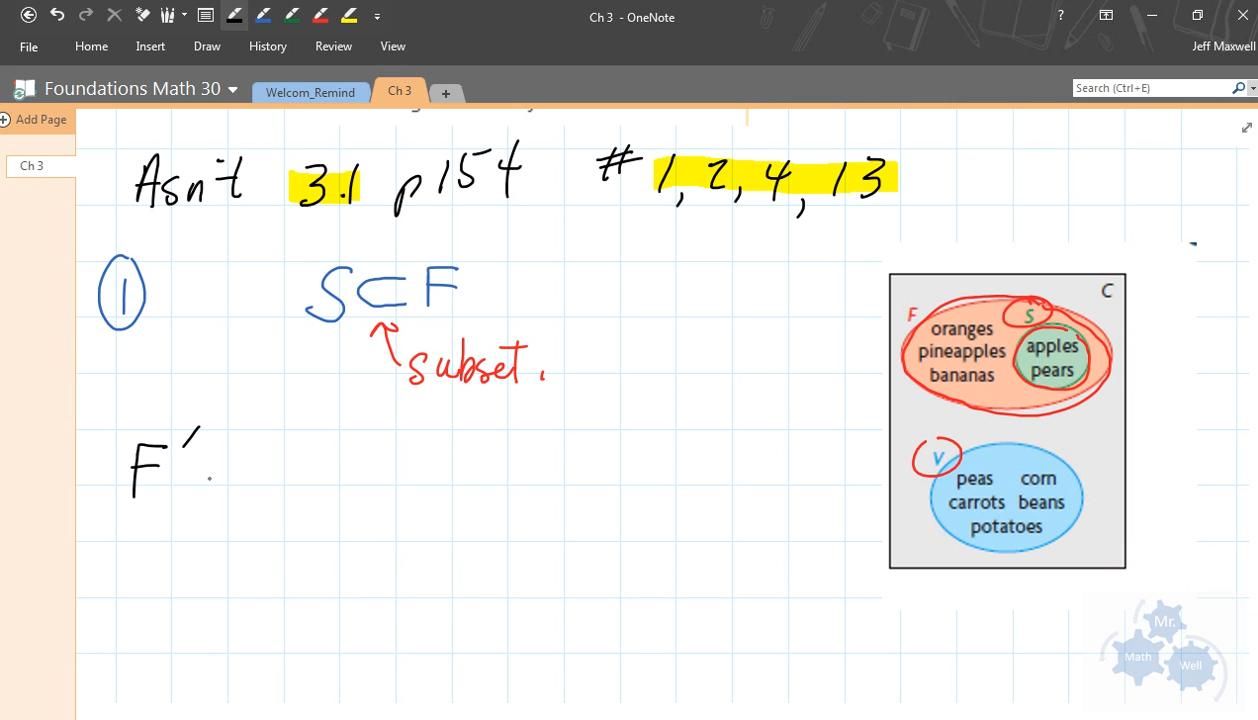 Ch 3 - OneNote
?
File Home Insert Draw History Review View
Jeff Maxwell
Foundations Math 30
Welcom_Remind
Ch 3
+
Search (Ctrl+E)
Add Page
Ch 3
Asn't 3.1 p154 # 1, 2, 4, 13
1
S⊂F
subset.
F'
C
F
S
oranges
pineapples
bananas
apples
pears
V
peas corn
carrots beans
potatoes
Mr.
Math
Well